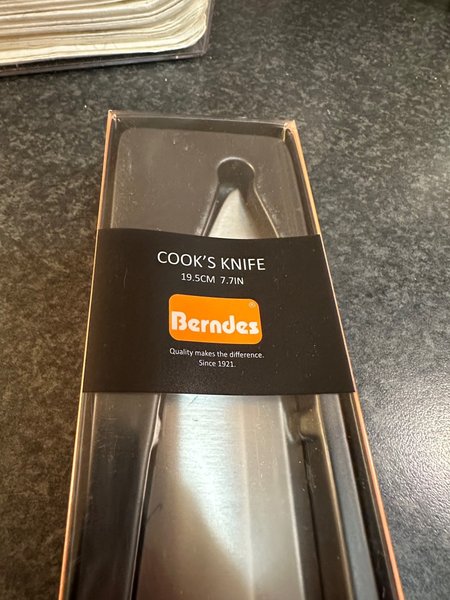 COOK'S KNIFE
19.5CM 7.7IN
Berndes®
Quality makes the difference.
Since 1921.